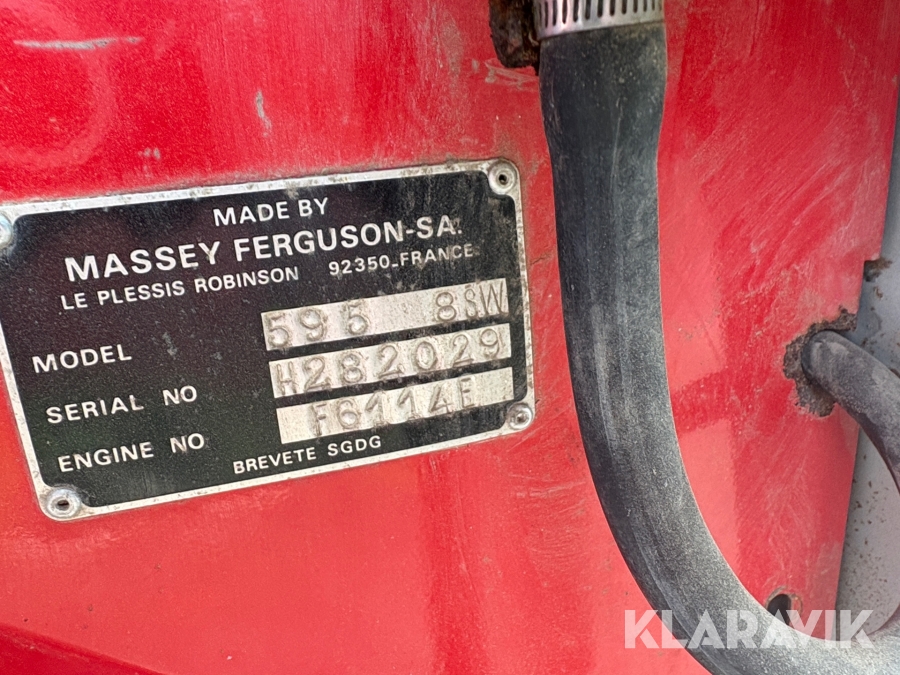 MADE BY
MASSEY FERGUSON-SA.
LE PLESSIS ROBINSON 92350-FRANCE
MODEL 595 8SW
SERIAL NO H282029
ENGINE NO F6114E
BREVETE SGDG
KLARAVIK